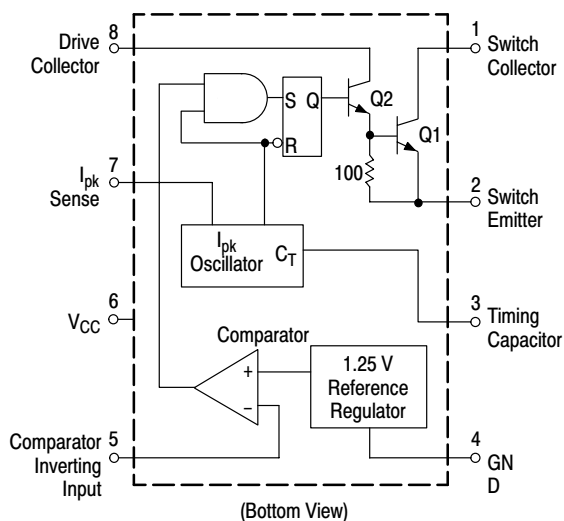 Drive
Collector
8
1
Switch
Collector
S
Q
R
Q2
Q1
100
7
Ipk
Sense
2
Switch
Emitter
Ipk
Oscillator
CT
6
VCC
3
Timing
Capacitor
Comparator
+
−
1.25 V
Reference
Regulator
5
Comparator
Inverting
Input
4
GN
D
(Bottom View)